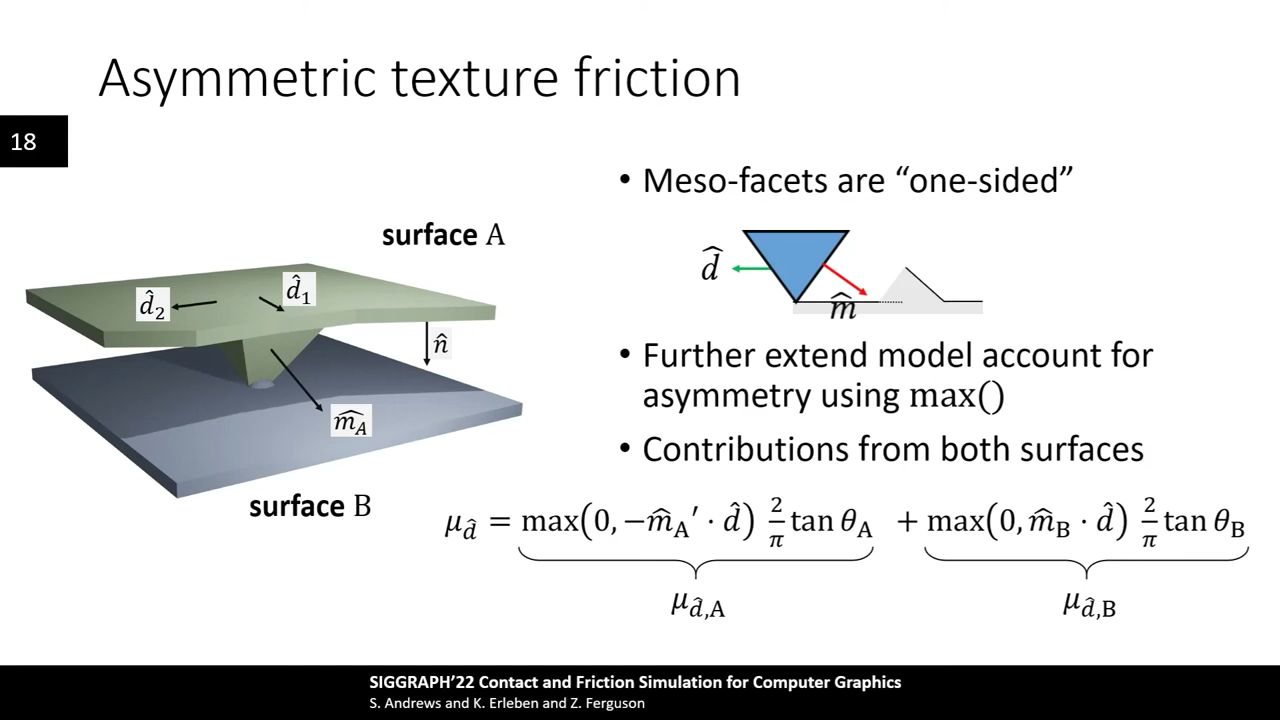 Asymmetric texture friction
18
surface A
d̂₂
d̂₁
n̂
m̂_A
surface B
• Meso-facets are “one-sided”
d̂
m̂
• Further extend model account for
asymmetry using max()
• Contributions from both surfaces
μ_d̂ = max(0, −m̂_A′ · d̂) 2/π tan θ_A + max(0, m̂_B · d̂) 2/π tan θ_B
μ_d̂,A
μ_d̂,B
SIGGRAPH’22 Contact and Friction Simulation for Computer Graphics
S. Andrews and K. Erleben and Z. Ferguson